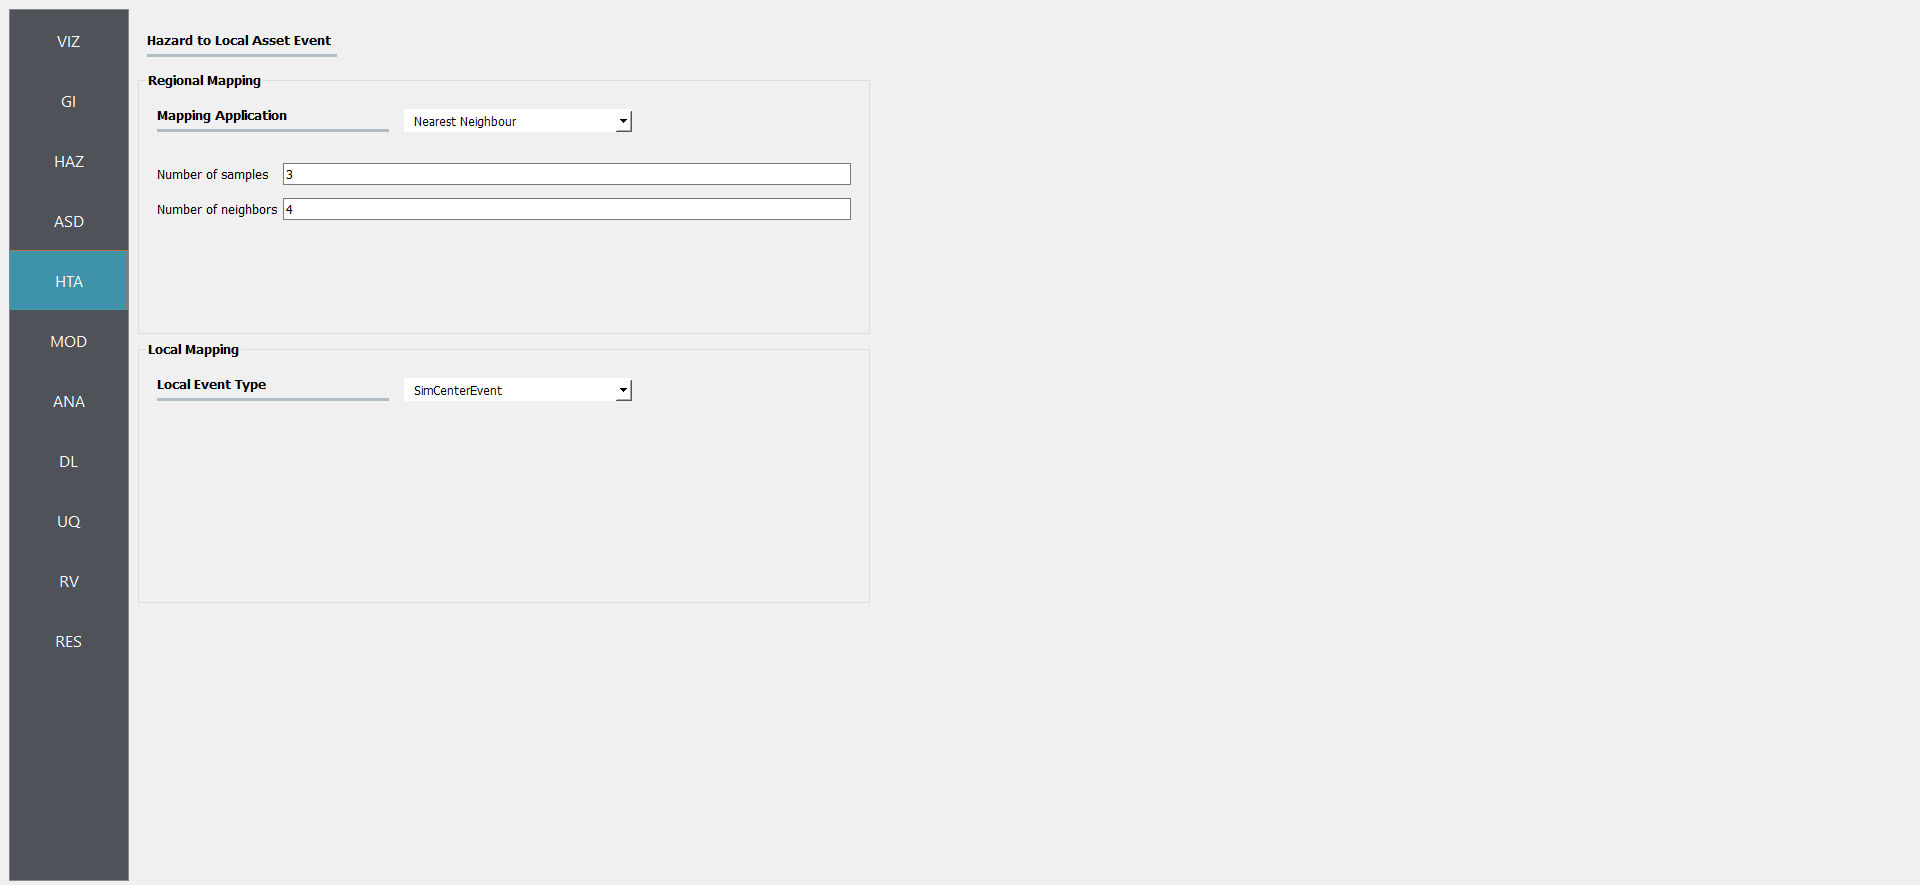 VIZ
GI
HAZ
ASD
HTA
MOD
ANA
DL
UQ
RV
RES
Hazard to Local Asset Event
Regional Mapping
Mapping Application
Nearest Neighbour
Number of samples 3
Number of neighbors 4
Local Mapping
Local Event Type
SimCenterEvent